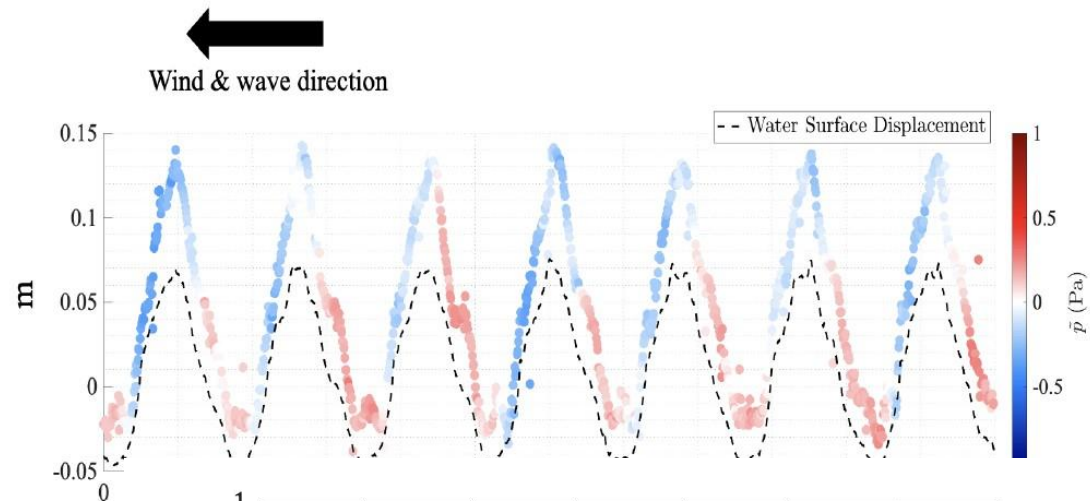 Wind & wave direction
-- Water Surface Displacement
0.15
0.1
0.05
0
-0.05
m
0
1
1
0.5
0
-0.5
p̃ (Pa)